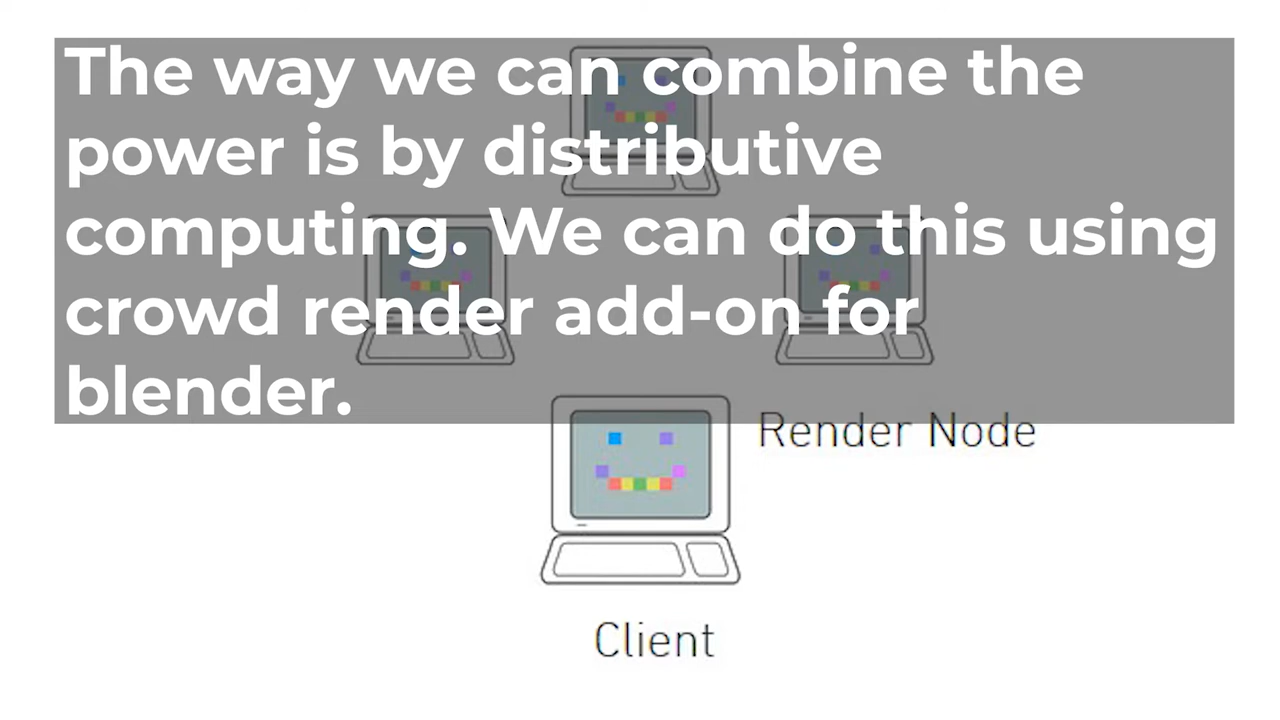 The way we can combine the
power is by distributive
computing. We can do this using
crowd render add-on for
blender.
Render Node
Client